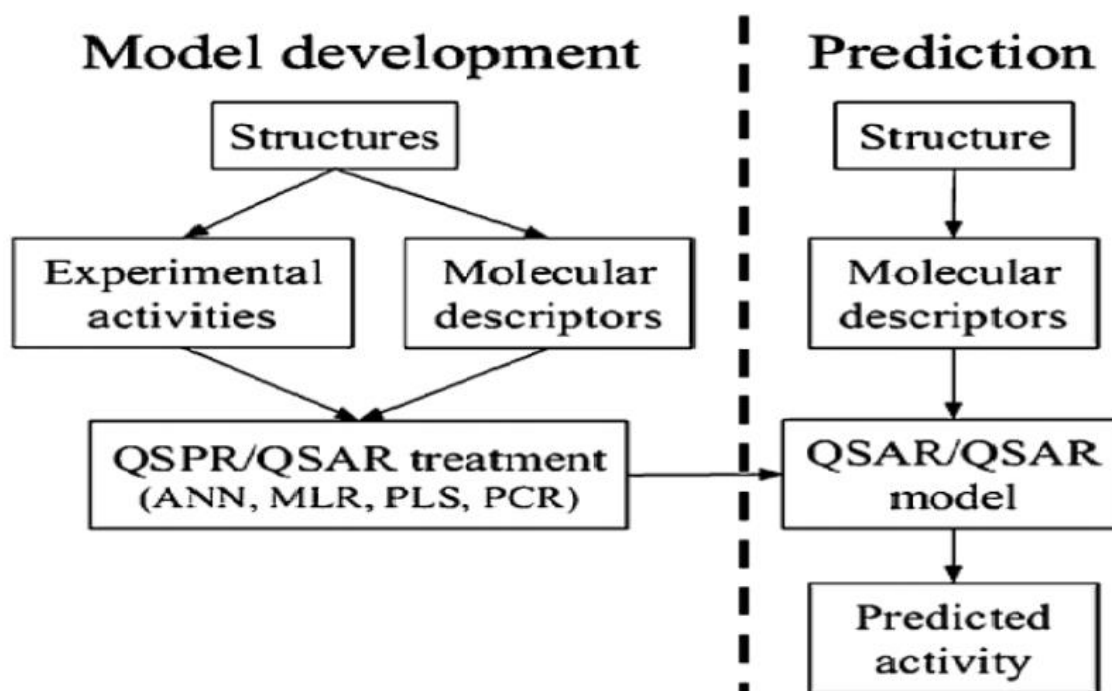 Model development
Structures
Experimental
activities
Molecular
descriptors
QSPR/QSAR treatment
(ANN, MLR, PLS, PCR)
Prediction
Structure
Molecular
descriptors
QSAR/QSAR
model
Predicted
activity